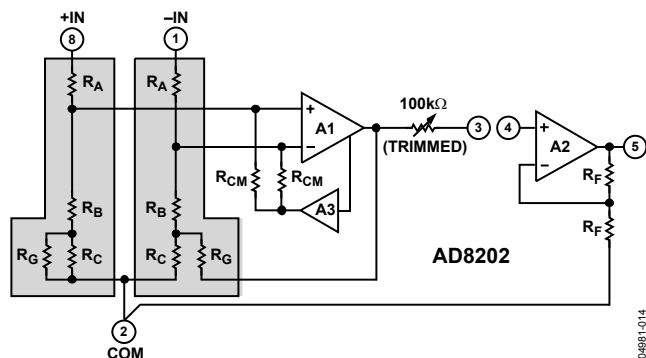 +IN
–IN
8
1
RA
RA
100kΩ
+
A1
–
(TRIMMED)
3
4
+
A2
–
5
RCM
RCM
A3
RF
RB
RB
RF
RG
RC
RC
RG
AD8202
2
COM
04981-014